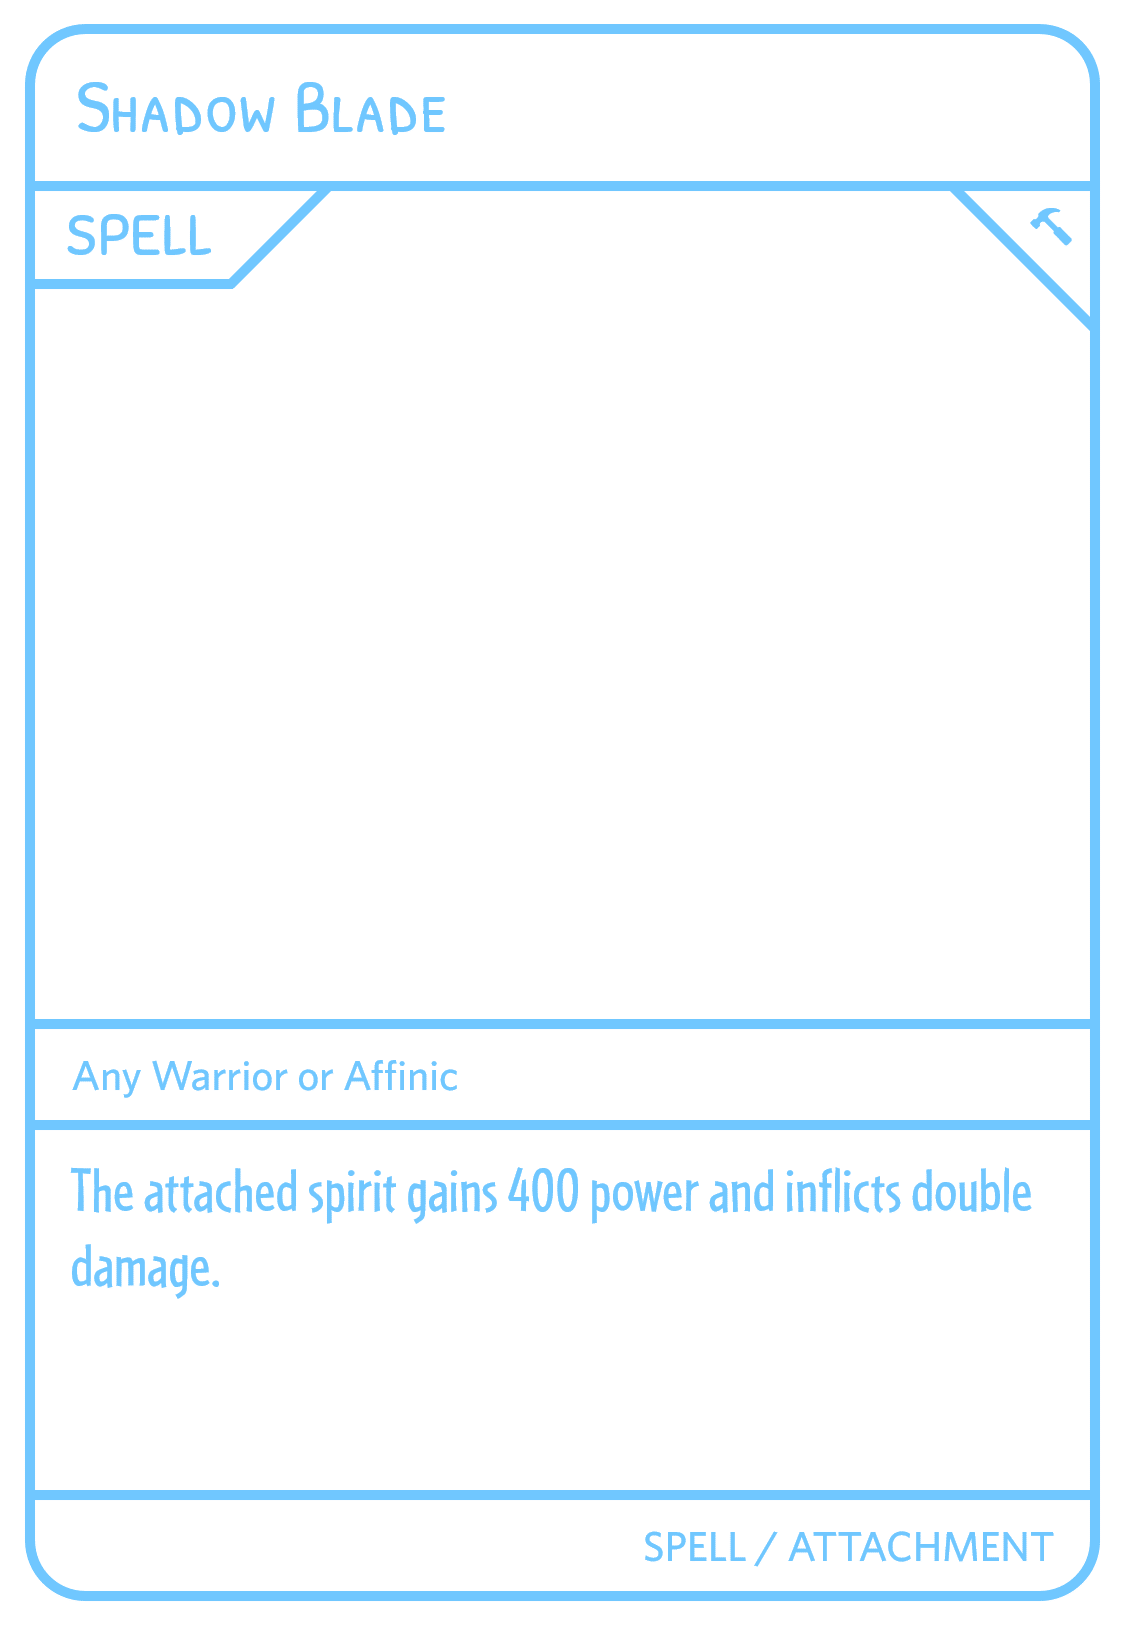 Shadow Blade
SPELL
Any Warrior or Affinic
The attached spirit gains 400 power and inflicts double
damage.
SPELL / ATTACHMENT